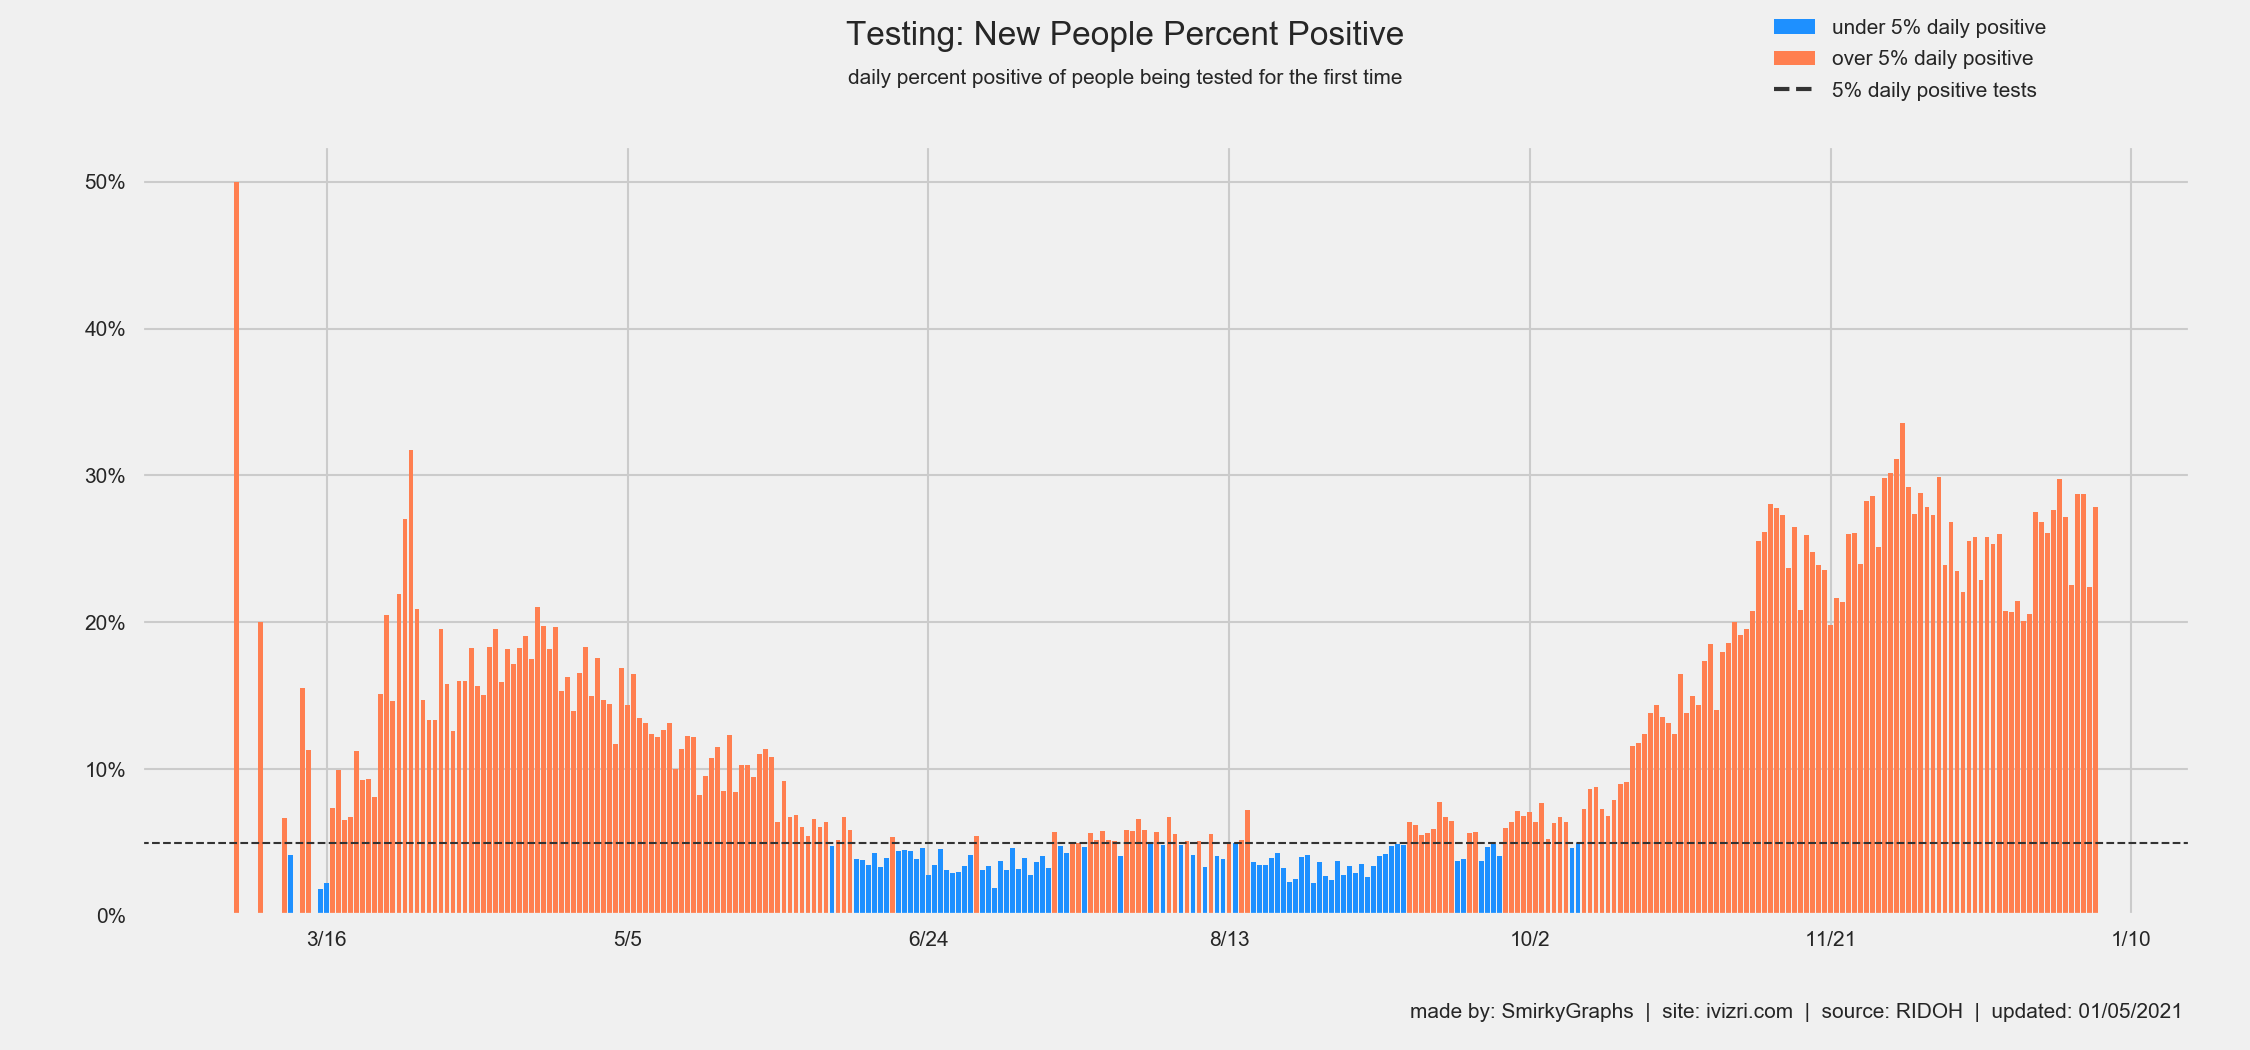 Testing: New People Percent Positive
daily percent positive of people being tested for the first time
under 5% daily positive
over 5% daily positive
5% daily positive tests
50%
40%
30%
20%
10%
0%
3/16
5/5
6/24
8/13
10/2
11/21
1/10
made by: SmirkyGraphs | site: ivizri.com | source: RIDOH | updated: 01/05/2021